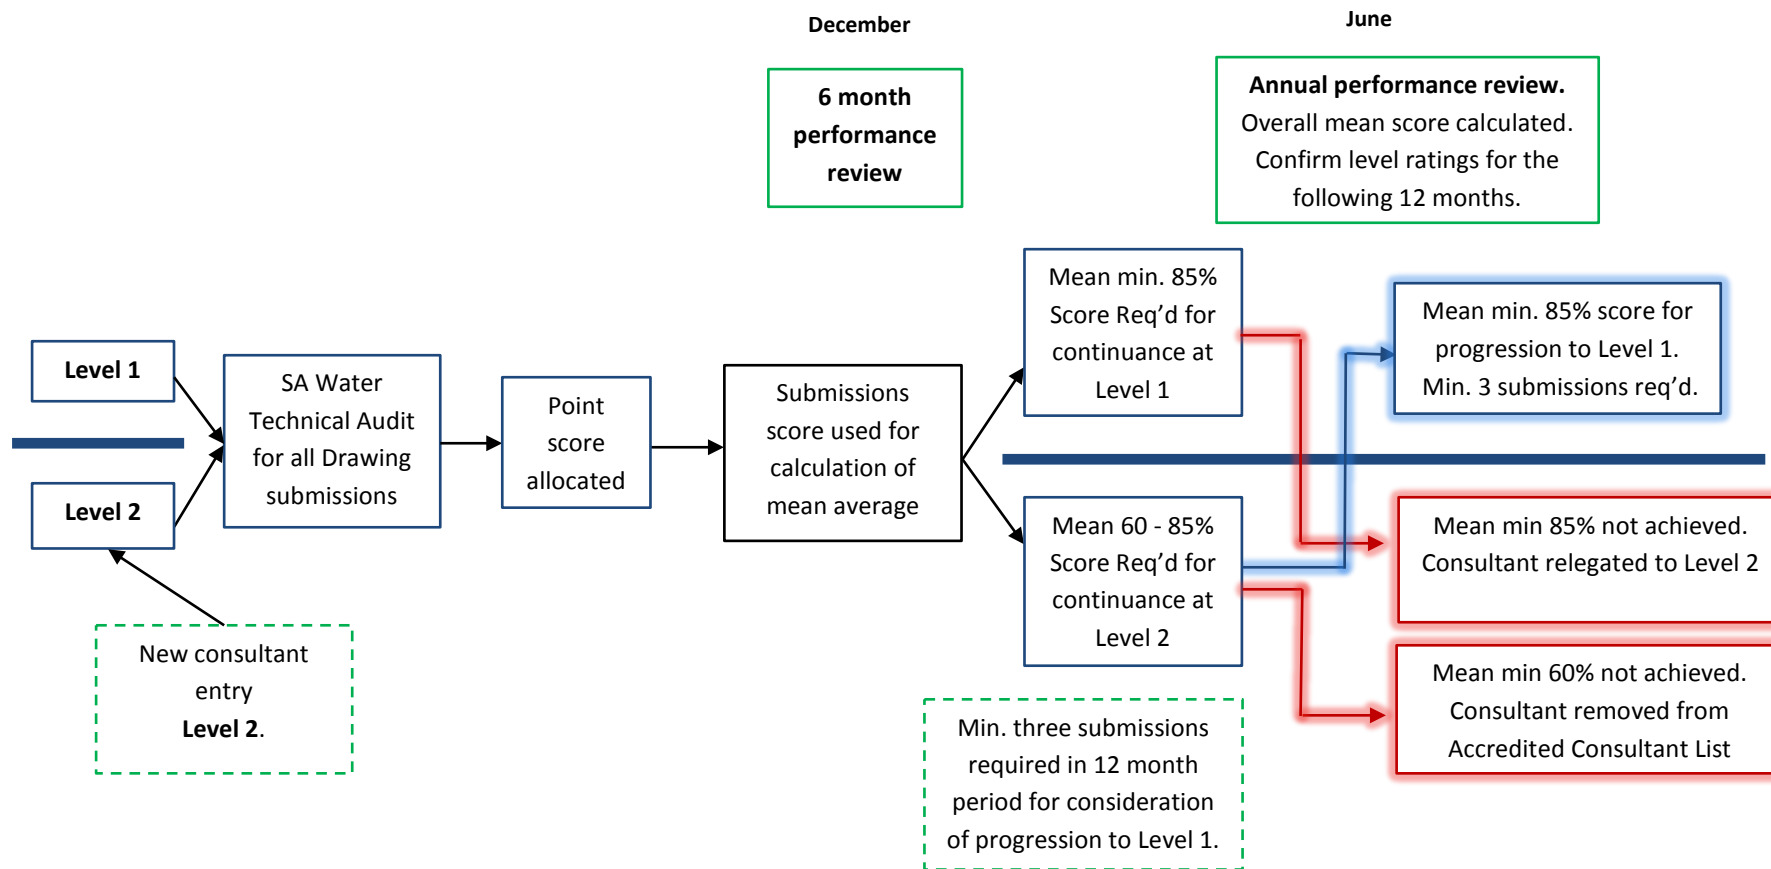 December
June
6 month
performance
review
Annual performance review.
Overall mean score calculated.
Confirm level ratings for the
following 12 months.
Level 1
Level 2
SA Water
Technical Audit
for all Drawing
submissions
Point
score
allocated
Submissions
score used for
calculation of
mean average
Mean min. 85%
Score Req’d for
continuance at
Level 1
Mean min. 85% score for
progression to Level 1.
Min. 3 submissions req’d.
Mean 60 - 85%
Score Req’d for
continuance at
Level 2
Mean min 85% not achieved.
Consultant relegated to Level 2
Mean min 60% not achieved.
Consultant removed from
Accredited Consultant List
New consultant
entry
Level 2.
Min. three submissions
required in 12 month
period for consideration
of progression to Level 1.